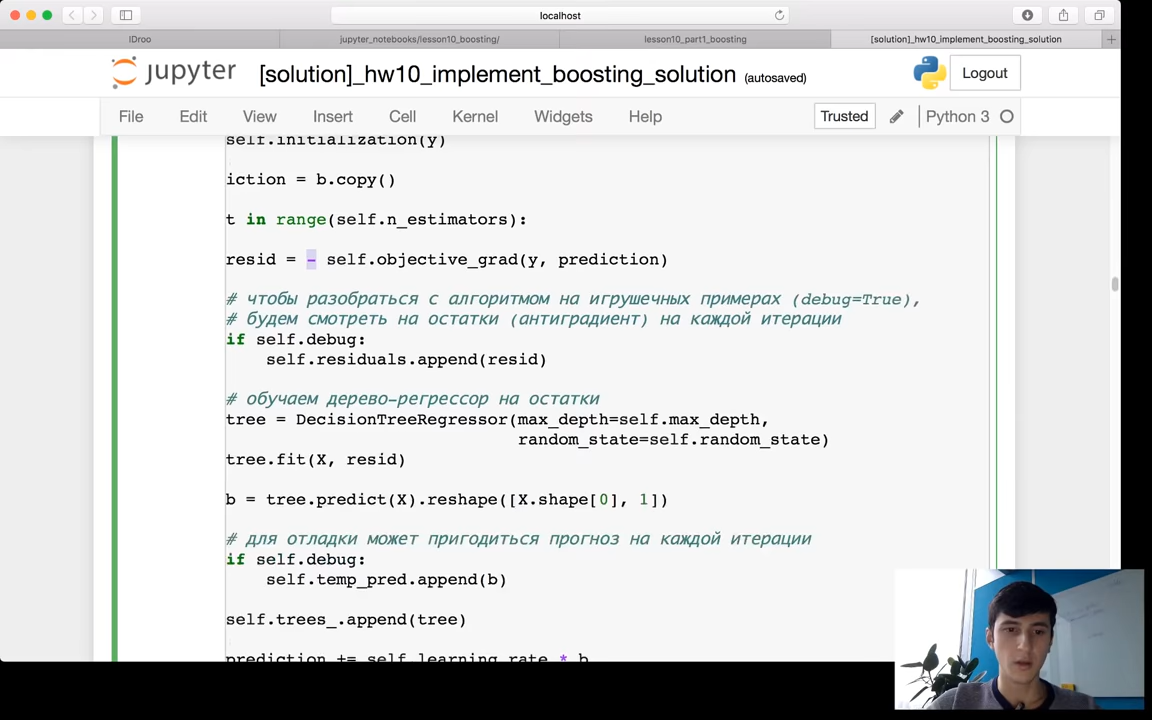 localhost
IDroo
jupyter_notebooks/lesson10_boosting/
lesson10_part1_boosting
[solution]_hw10_implement_boosting_solution
jupyter
[solution]_hw10_implement_boosting_solution (autosaved)
Logout
File Edit View Insert Cell Kernel Widgets Help
Trusted
Python 3
self.initialization(y)
iction = b.copy()
t in range(self.n_estimators):
resid = - self.objective_grad(y, prediction)
# чтобы разобраться с алгоритмом на игрушечных примерах (debug=True),
# будем смотреть на остатки (антиградиент) на каждой итерации
if self.debug:
self.residuals.append(resid)
# обучаем дерево-регрессор на остатки
tree = DecisionTreeRegressor(max_depth=self.max_depth,
random_state=self.random_state)
tree.fit(X, resid)
b = tree.predict(X).reshape([X.shape[0], 1])
# для отладки может пригодиться прогноз на каждой итерации
if self.debug:
self.temp_pred.append(b)
self.trees_.append(tree)
prediction += self.learning_rate * b